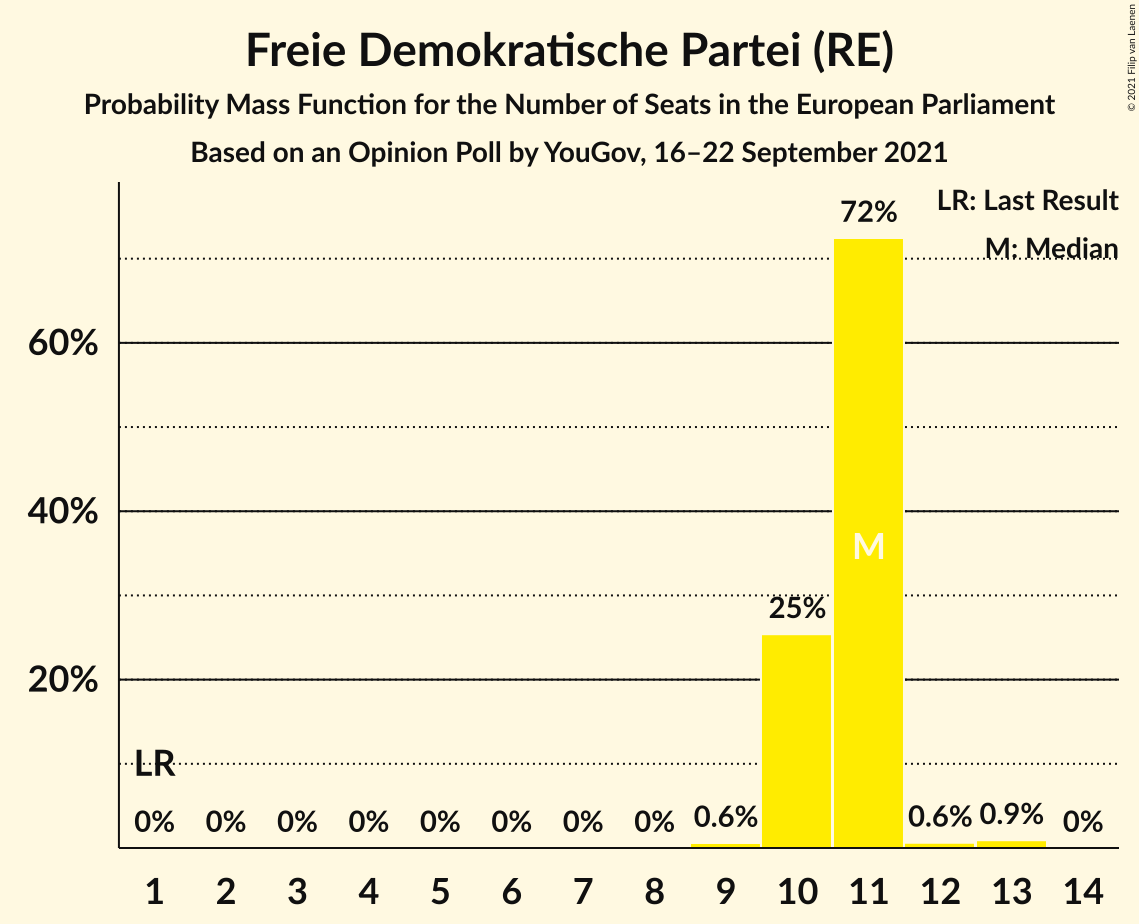 Freie Demokratische Partei (RE)
Probability Mass Function for the Number of Seats in the European Parliament
Based on an Opinion Poll by YouGov, 16–22 September 2021
© 2021 Filip van Laenen
LR: Last Result
M: Median
72%
60%
40%
M
25%
20%
LR
0% 0% 0% 0% 0% 0% 0% 0% 0.6% 0.6% 0.9% 0%
1 2 3 4 5 6 7 8 9 10 11 12 13 14